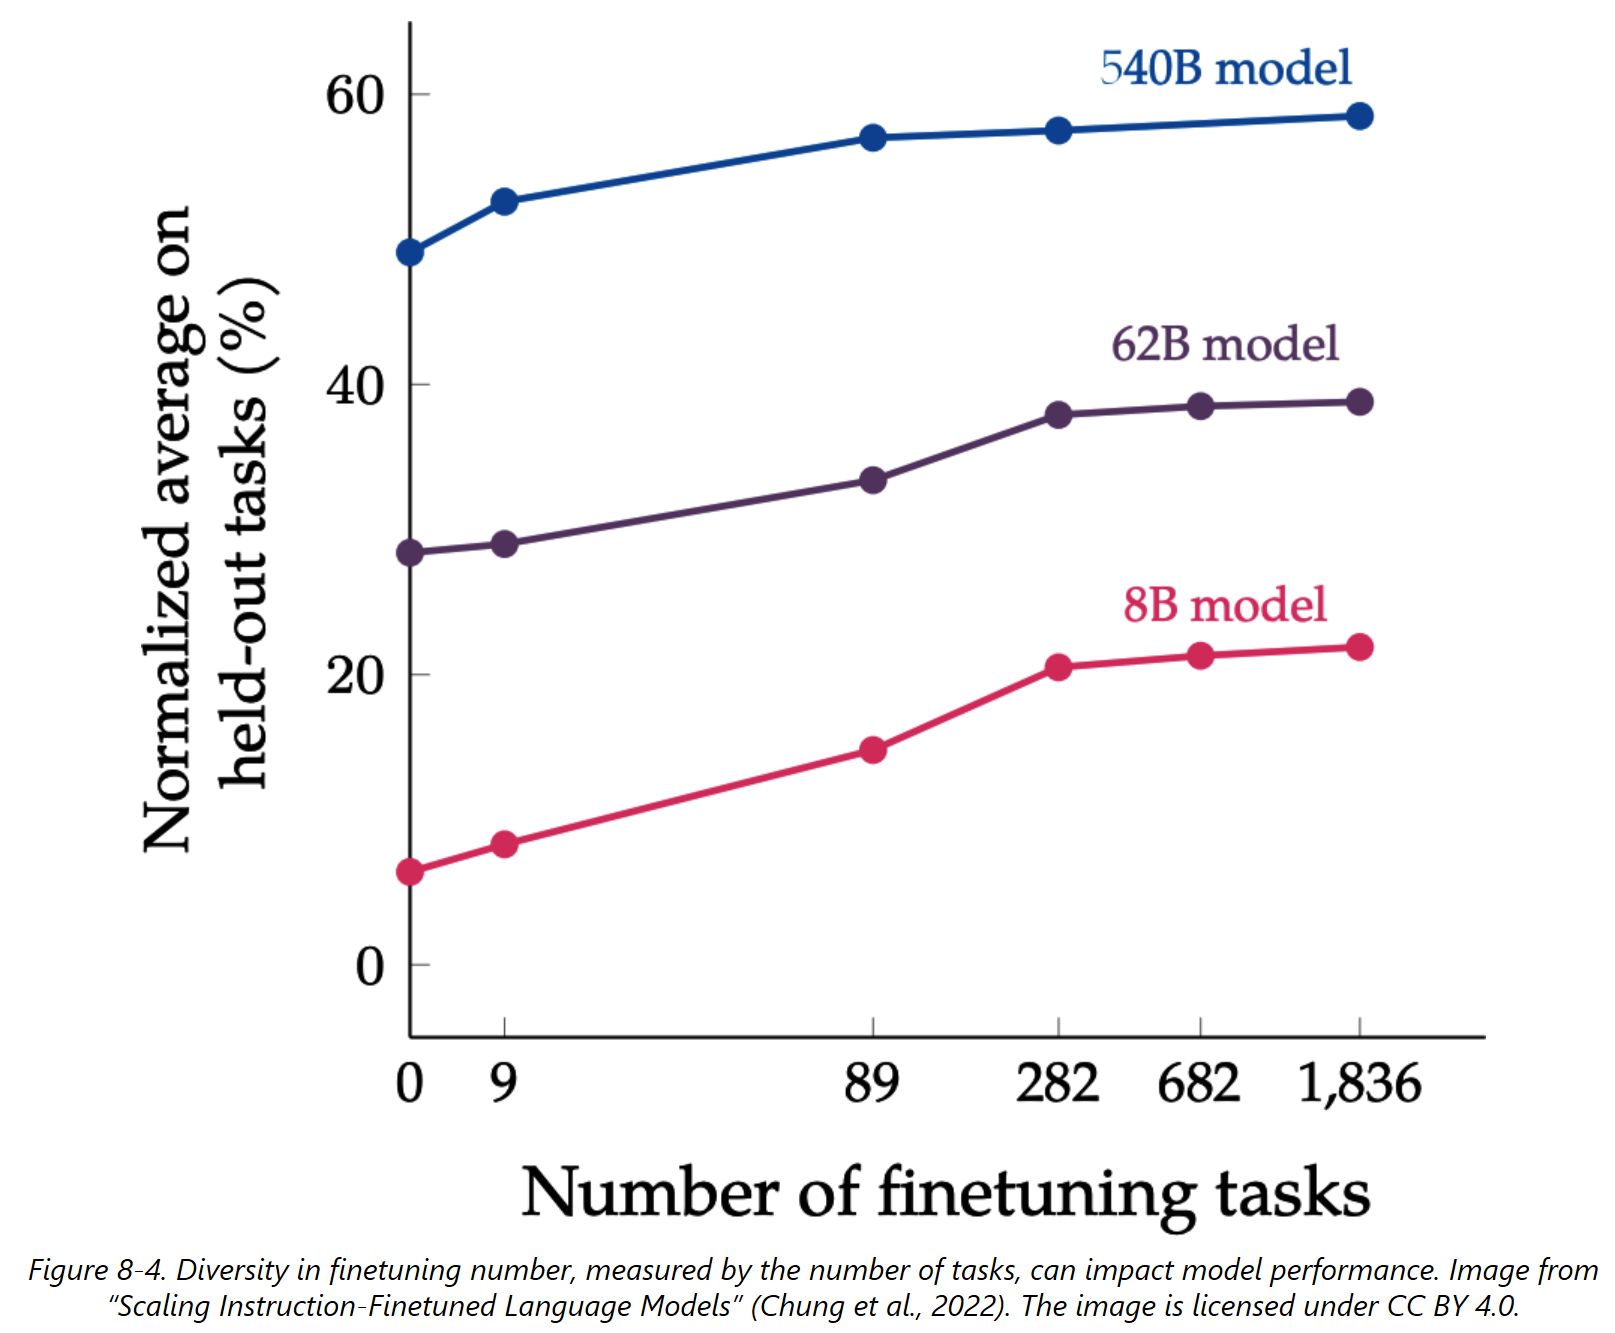 540B model
60
62B model
40
8B model
20
0
Normalized average on
held-out tasks (%)
0 9 89 282 682 1,836
Number of finetuning tasks
Figure 8-4. Diversity in finetuning number, measured by the number of tasks, can impact model performance. Image from
“Scaling Instruction-Finetuned Language Models” (Chung et al., 2022). The image is licensed under CC BY 4.0.